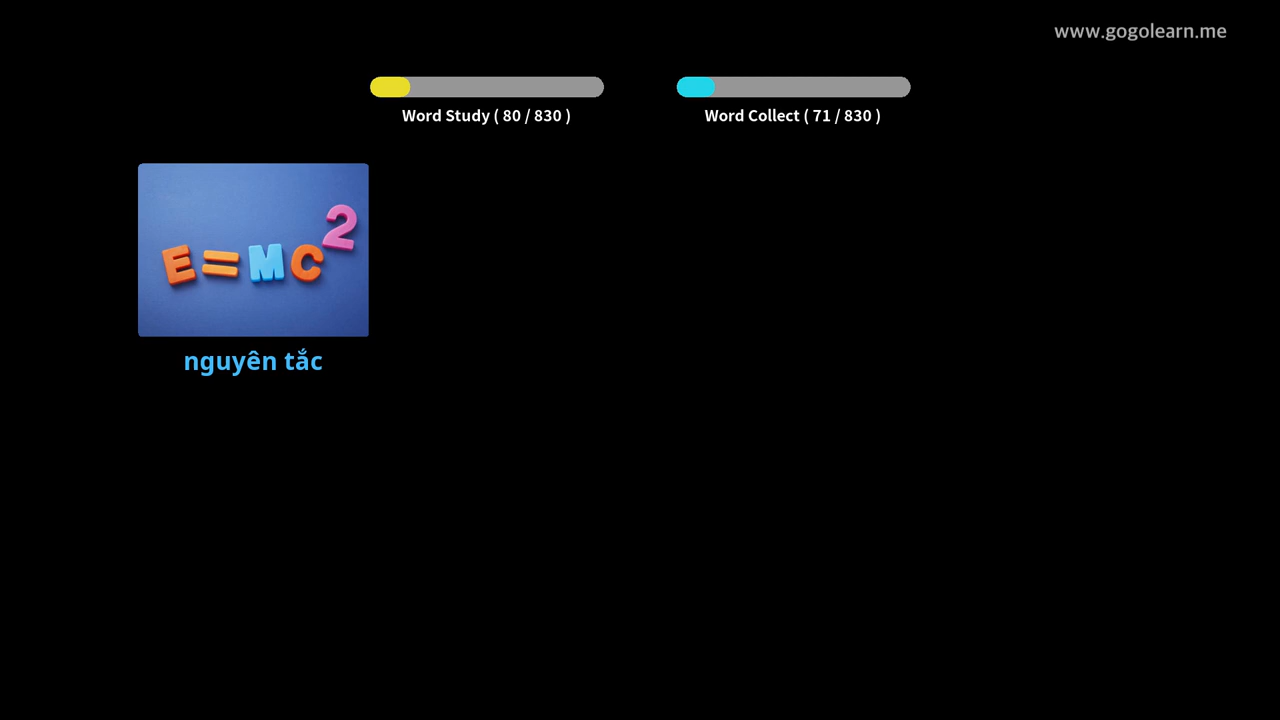 www.gogolearn.me
Word Study ( 80 / 830 )
Word Collect ( 71 / 830 )
E=MC²
nguyên tắc